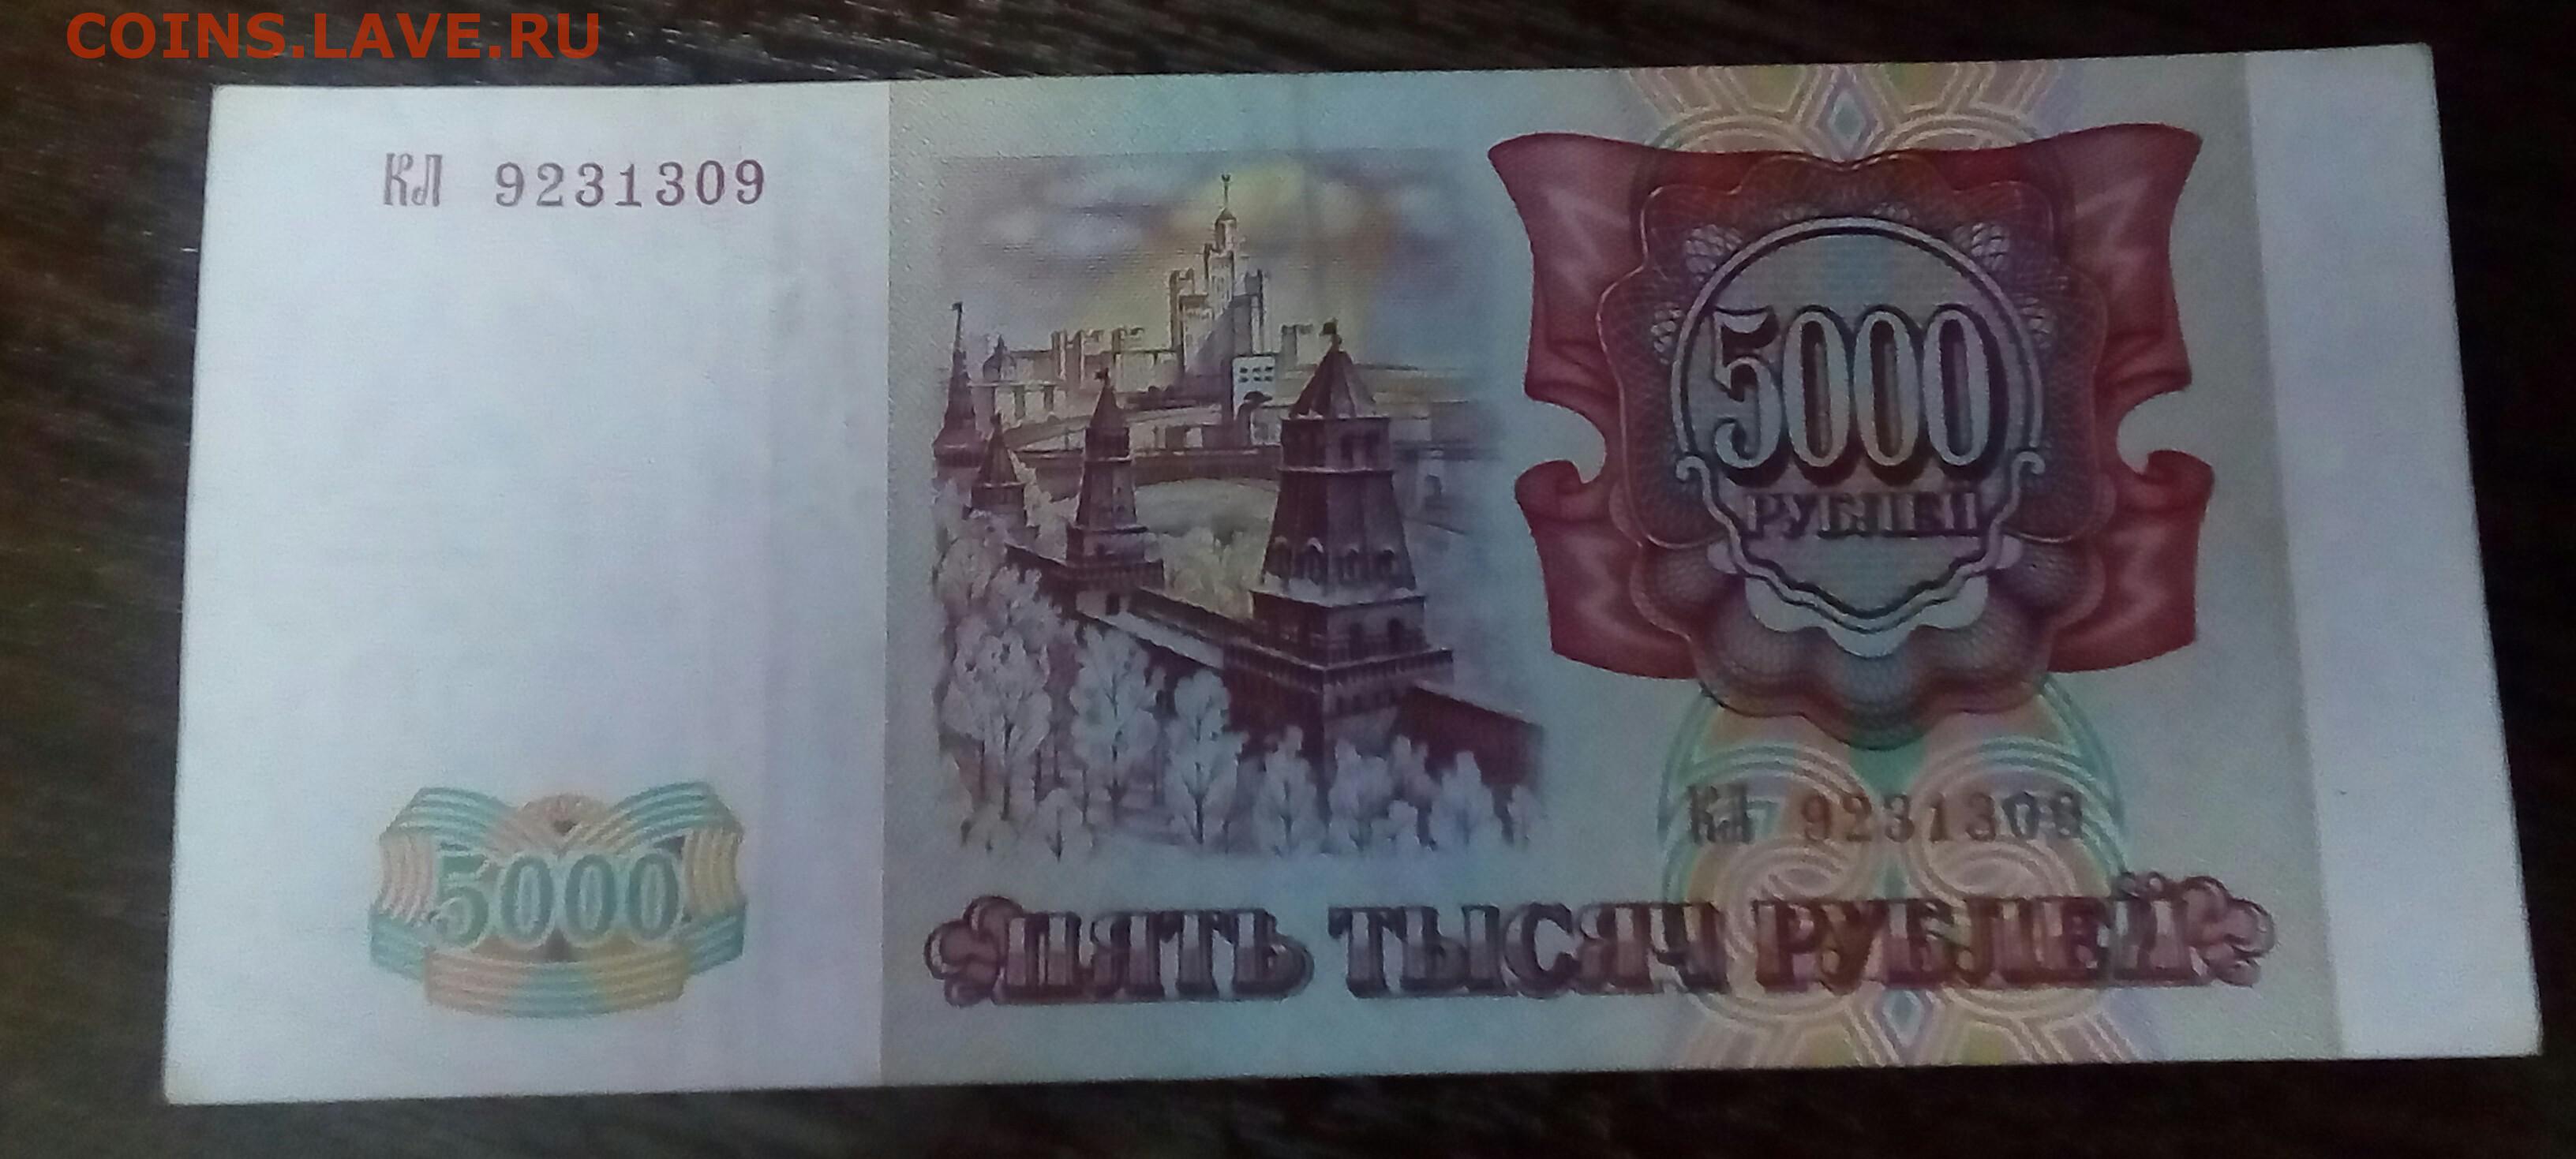 COINS.LAVE.RU
КЛ 9231309
5000
РУБЛЕЙ
КЛ 9231309
5000
ПЯТЬ ТЫСЯЧ РУБЛЕЙ